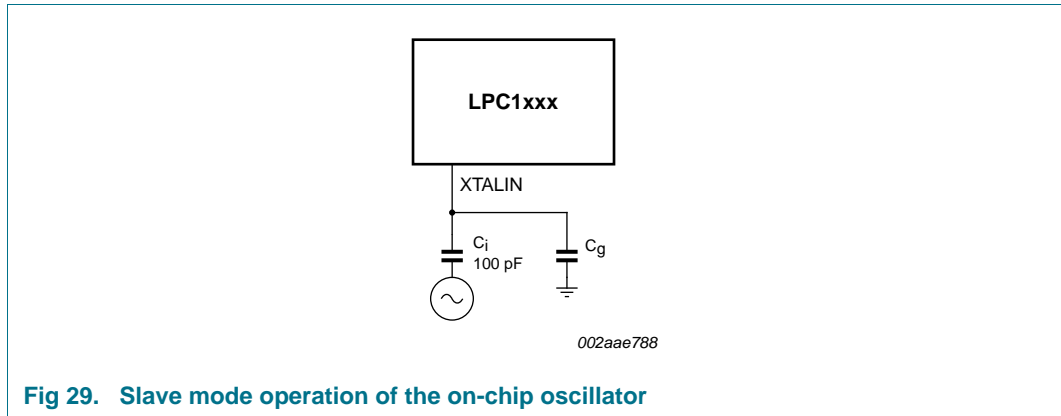 LPC1xxx
XTALIN
Ci
100 pF
Cg
002aae788
Fig 29. Slave mode operation of the on-chip oscillator